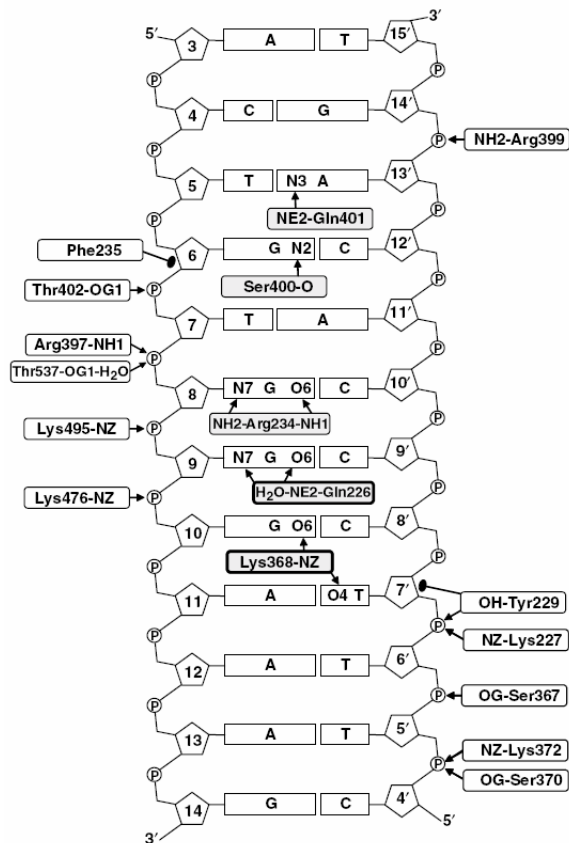 3′
5′ 3 A T 15′
P P
4 C G 14′
P P NH2-Arg399
5 T N3 A 13′
NE2-Gln401
P P
Phe235 6 G N2 C 12′
Thr402-OG1 P Ser400-O P
7 T A 11′
Arg397-NH1
P P
Thr537-OG1-H₂O
8 N7 G O6 C 10′
NH2-Arg234-NH1
Lys495-NZ P P
9 N7 G O6 C 9′
Lys476-NZ P H₂O-NE2-Gln226 P
10 G O6 C 8′
P Lys368-NZ P
11 A O4 T 7′ OH-Tyr229
P P
NZ-Lys227
12 A T 6′
P P OG-Ser367
13 A T 5′
NZ-Lys372
P P
OG-Ser370
14 G C 4′
3′ 5′